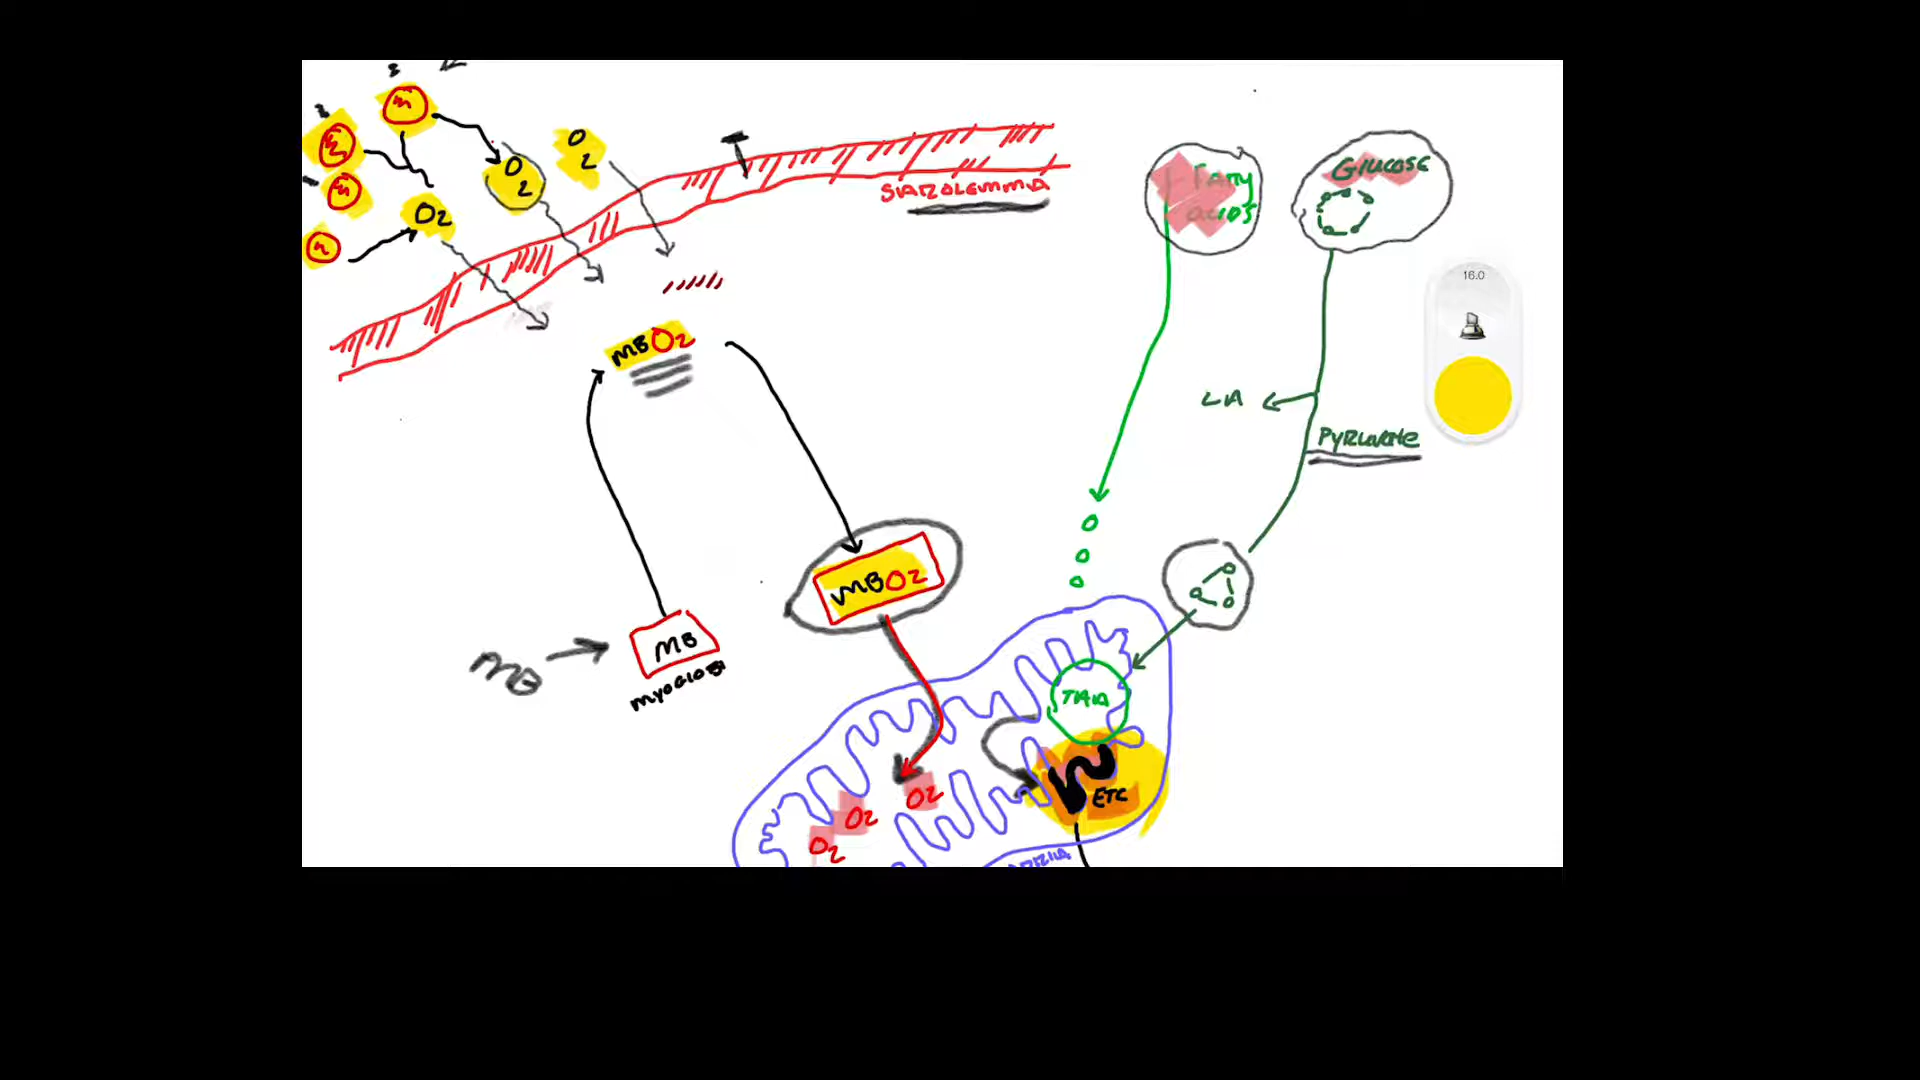 O2
O2
O2
SARCOLEMMA
Fatty
acids
GLUCOSE
16.0
MBO2
LA
PYRUVATE
MBO2
MB
MB
myoglobi
TCA
ETC
O2
O2
O2